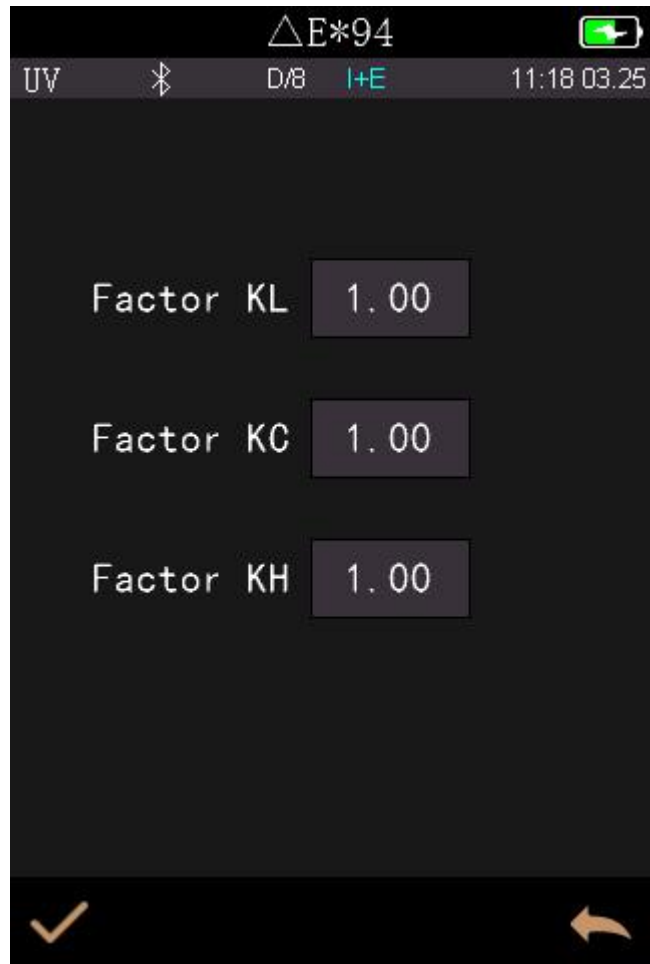 △E*94
UV D/8 I+E 11:18 03.25
Factor KL 1.00
Factor KC 1.00
Factor KH 1.00